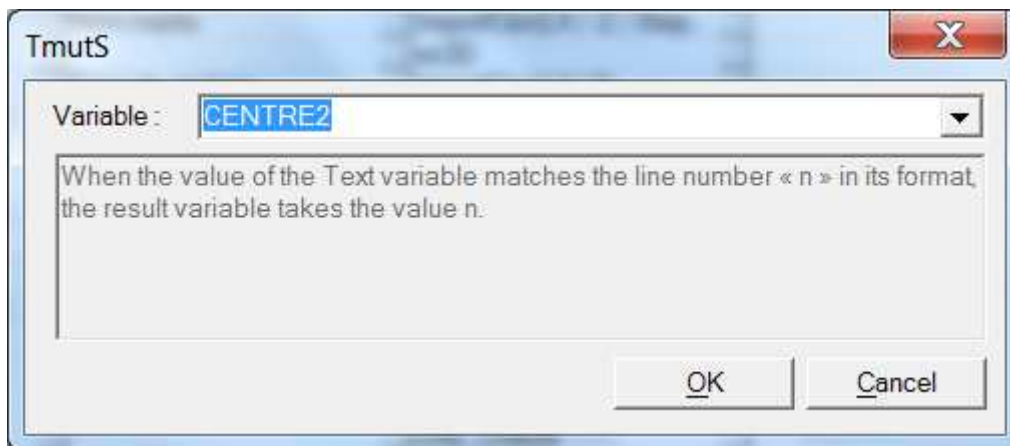 TmutS
X
Variable :
CENTRE2
When the value of the Text variable matches the line number « n » in its format,
the result variable takes the value n.
OK
Cancel